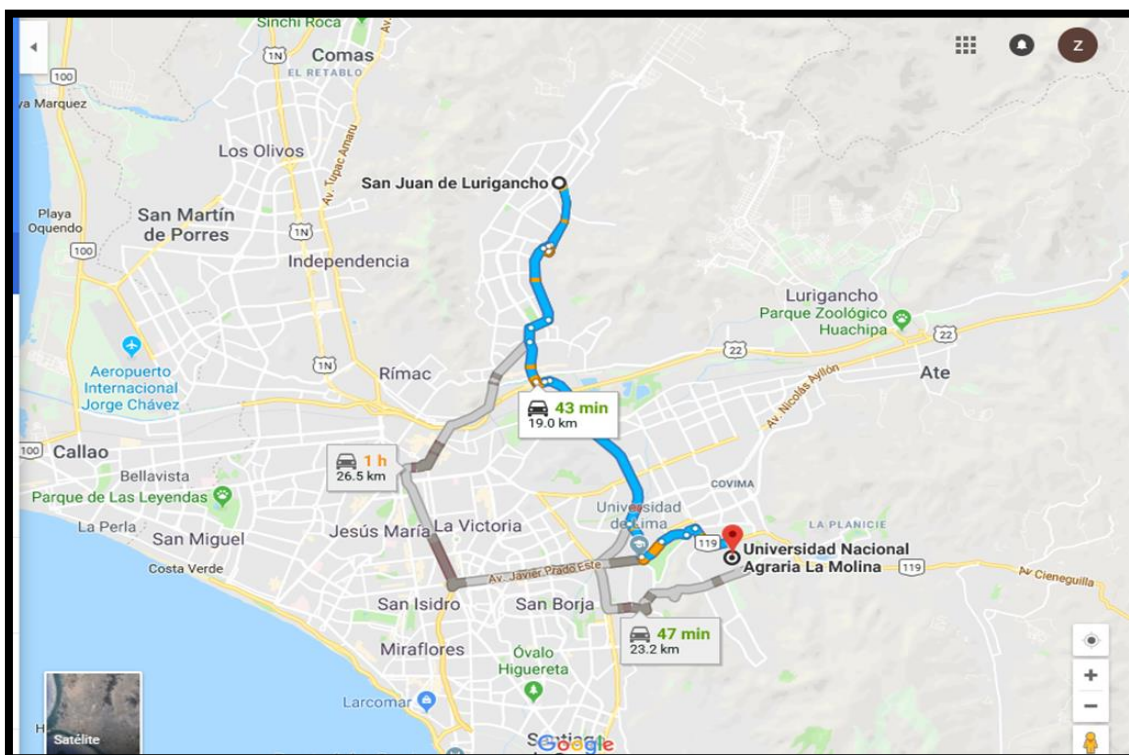 Sinchi Roca
1N
Comas
EL RETABLO
Z
100
Playa Marquez
Los Olivos
Av. Tupac Amaru
San Juan de Lurigancho
Playa
Oquendo
San Martín
de Porres
1N
100
Independencia
Lurigancho
Parque Zoológico
Huachipa
22
22
Aeropuerto
Internacional
Jorge Chávez
1N
Rímac
Ate
Av. Nicolás Ayllón
43 min
19.0 km
100
Callao
1 h
26.5 km
Bellavista
Parque de Las Leyendas
COVIMA
La Perla
San Miguel
Jesús María
La Victoria
Universidad
de Lima
LA PLANICIE
Costa Verde
119
Universidad Nacional
Agraria La Molina
119
Av. Javier Prado Este
Av Cieneguilla
San Isidro
San Borja
47 min
23.2 km
Miraflores
Óvalo
Higuereta
Larcomar
+
−
Satélite
Google